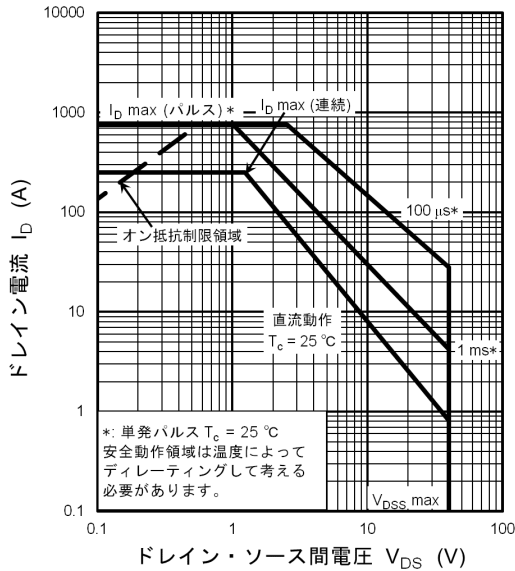 10000
1000
100
10
1
0.1
ドレイン電流 I_D (A)
I_D max (パルス) *
I_D max (連続)
オン抵抗制限領域
100 μs*
直流動作
T_c = 25 ℃
1 ms*
*: 単発パルス T_c = 25 ℃
安全動作領域は温度によって
ディレーティングして考える
必要があります。
V_DSS max
0.1
1
10
100
ドレイン・ソース間電圧 V_DS (V)